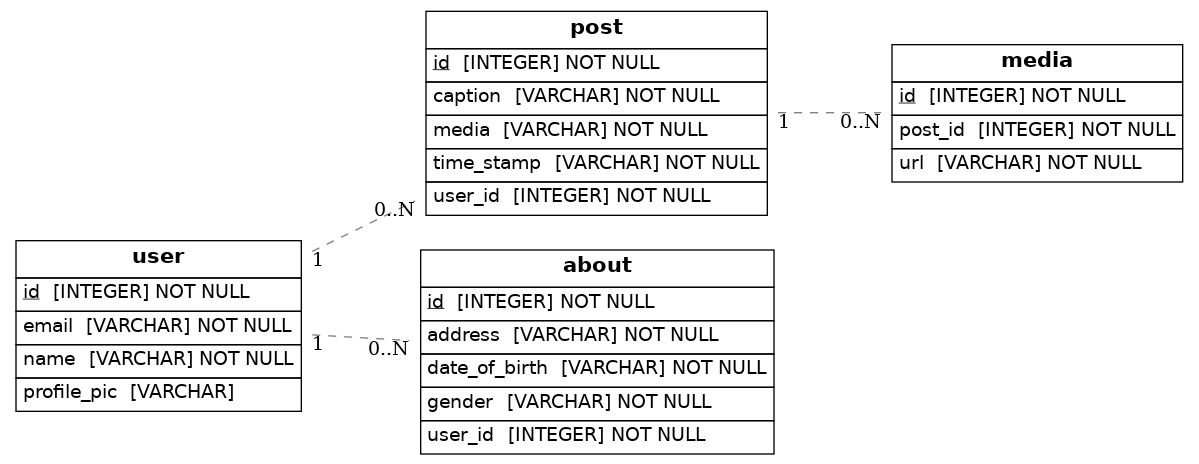 post
id [INTEGER] NOT NULL
caption [VARCHAR] NOT NULL
media [VARCHAR] NOT NULL
time_stamp [VARCHAR] NOT NULL
user_id [INTEGER] NOT NULL
1
0..N
media
id [INTEGER] NOT NULL
post_id [INTEGER] NOT NULL
url [VARCHAR] NOT NULL
0..N
1
user
id [INTEGER] NOT NULL
email [VARCHAR] NOT NULL
name [VARCHAR] NOT NULL
profile_pic [VARCHAR]
1
0..N
about
id [INTEGER] NOT NULL
address [VARCHAR] NOT NULL
date_of_birth [VARCHAR] NOT NULL
gender [VARCHAR] NOT NULL
user_id [INTEGER] NOT NULL